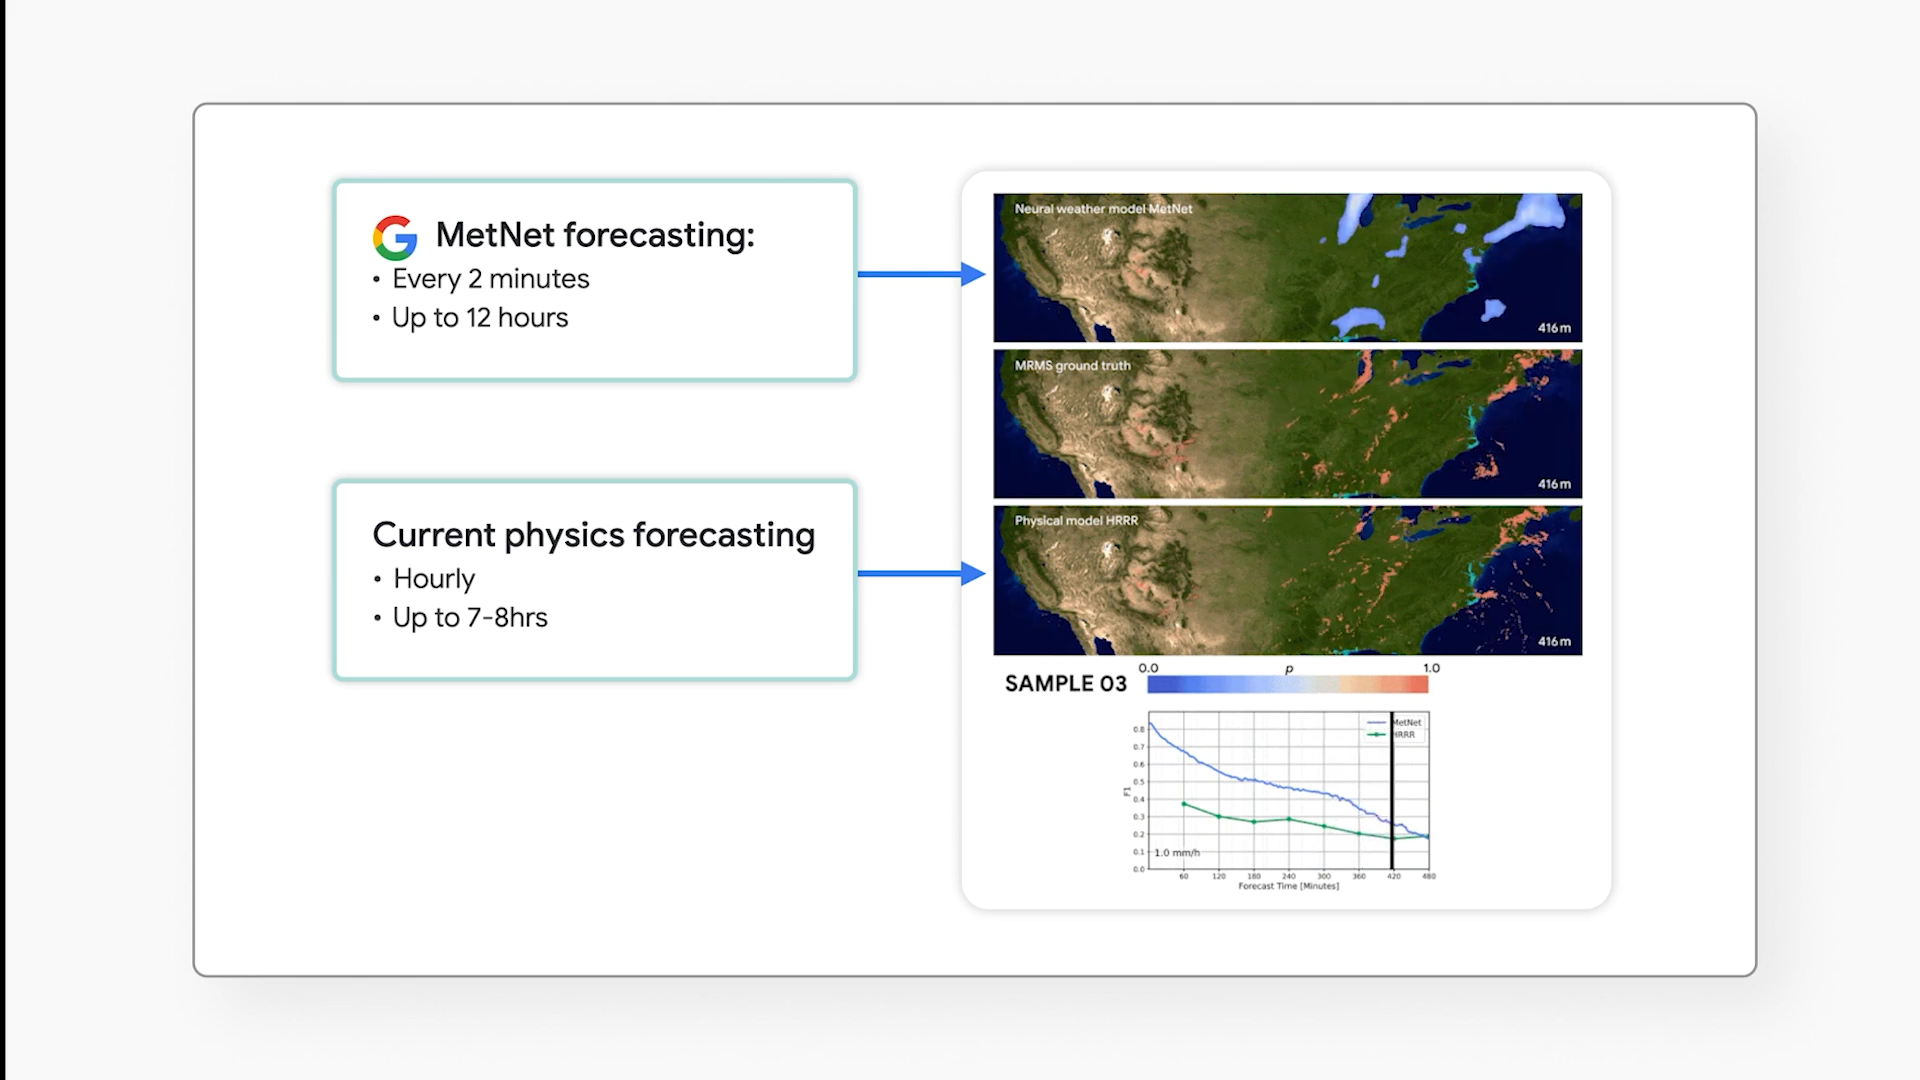 MetNet forecasting:
• Every 2 minutes
• Up to 12 hours
Current physics forecasting
• Hourly
• Up to 7-8hrs
Neural weather model MetNet
416 m
MRMS ground truth
416 m
Physical model HRRR
416 m
0.0 p 1.0
SAMPLE 03
MetNet
HRRR
0.8
0.7
0.6
0.5
0.4
0.3
0.2
0.1
0.0
F1
1.0 mm/h
60 120 180 240 300 360 420 480
Forecast Time [Minutes]